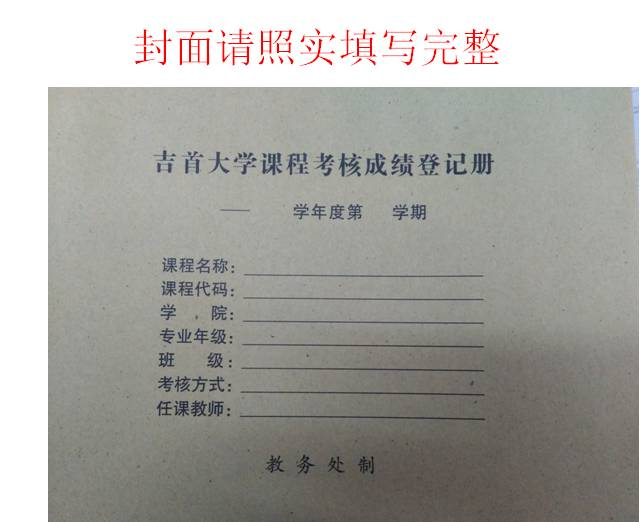 封面请照实填写完整
吉首大学课程考核成绩登记册
—— 学年度第 学期
课程名称:
课程代码:
学 院:
专业年级:
班 级:
考核方式:
任课教师:
教务处制